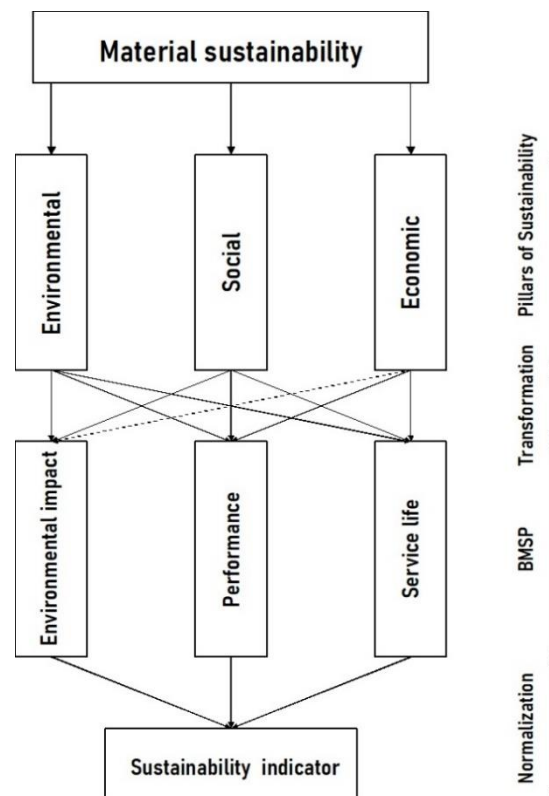 Material sustainability
Environmental
Social
Economic
Pillars of Sustainability
Transformation
Environmental impact
Performance
Service life
BMSP
Normalization
Sustainability indicator